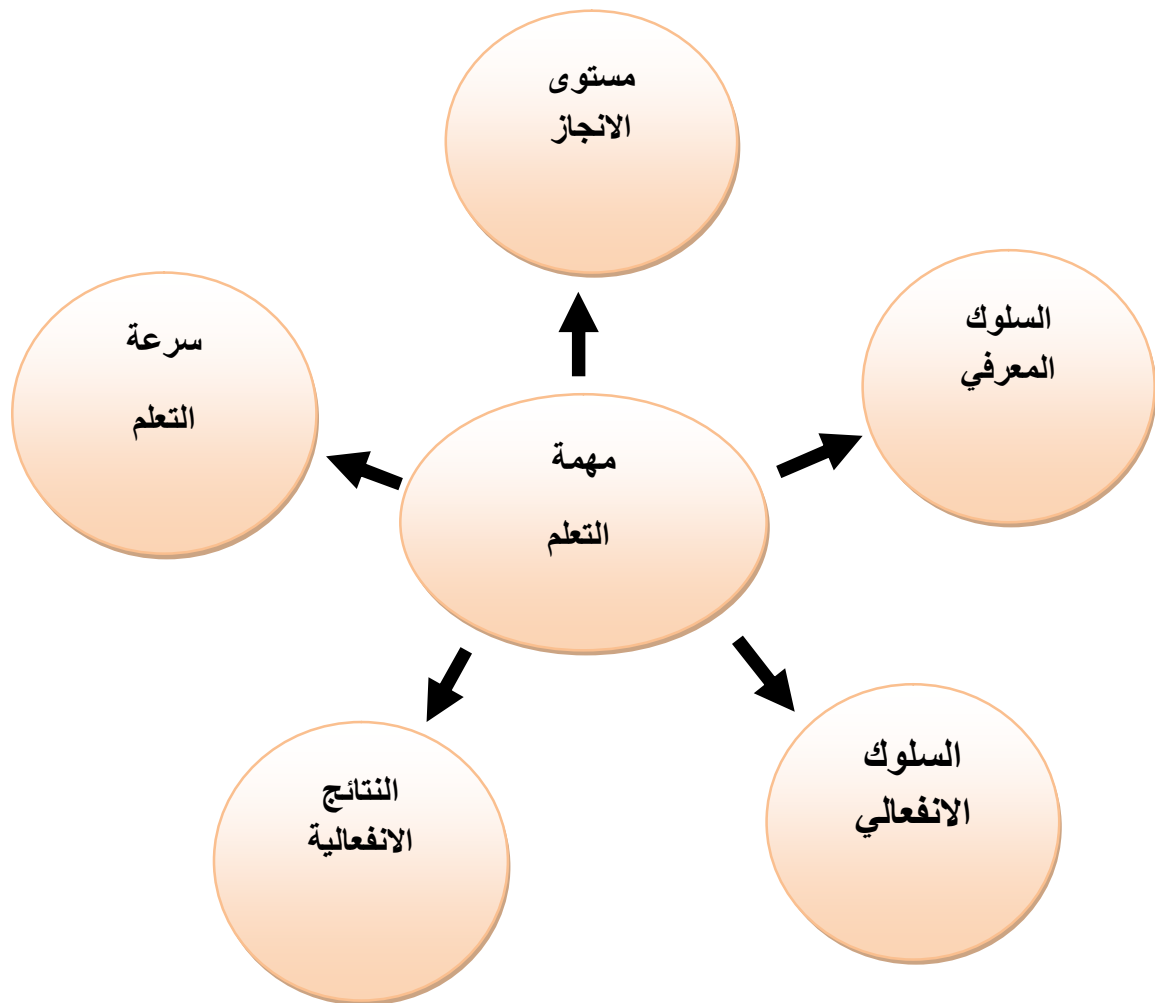 مستوى
الانجاز
السلوك
المعرفي
سرعة
التعلم
مهمة
التعلم
السلوك
الانفعالي
النتائج
الانفعالية